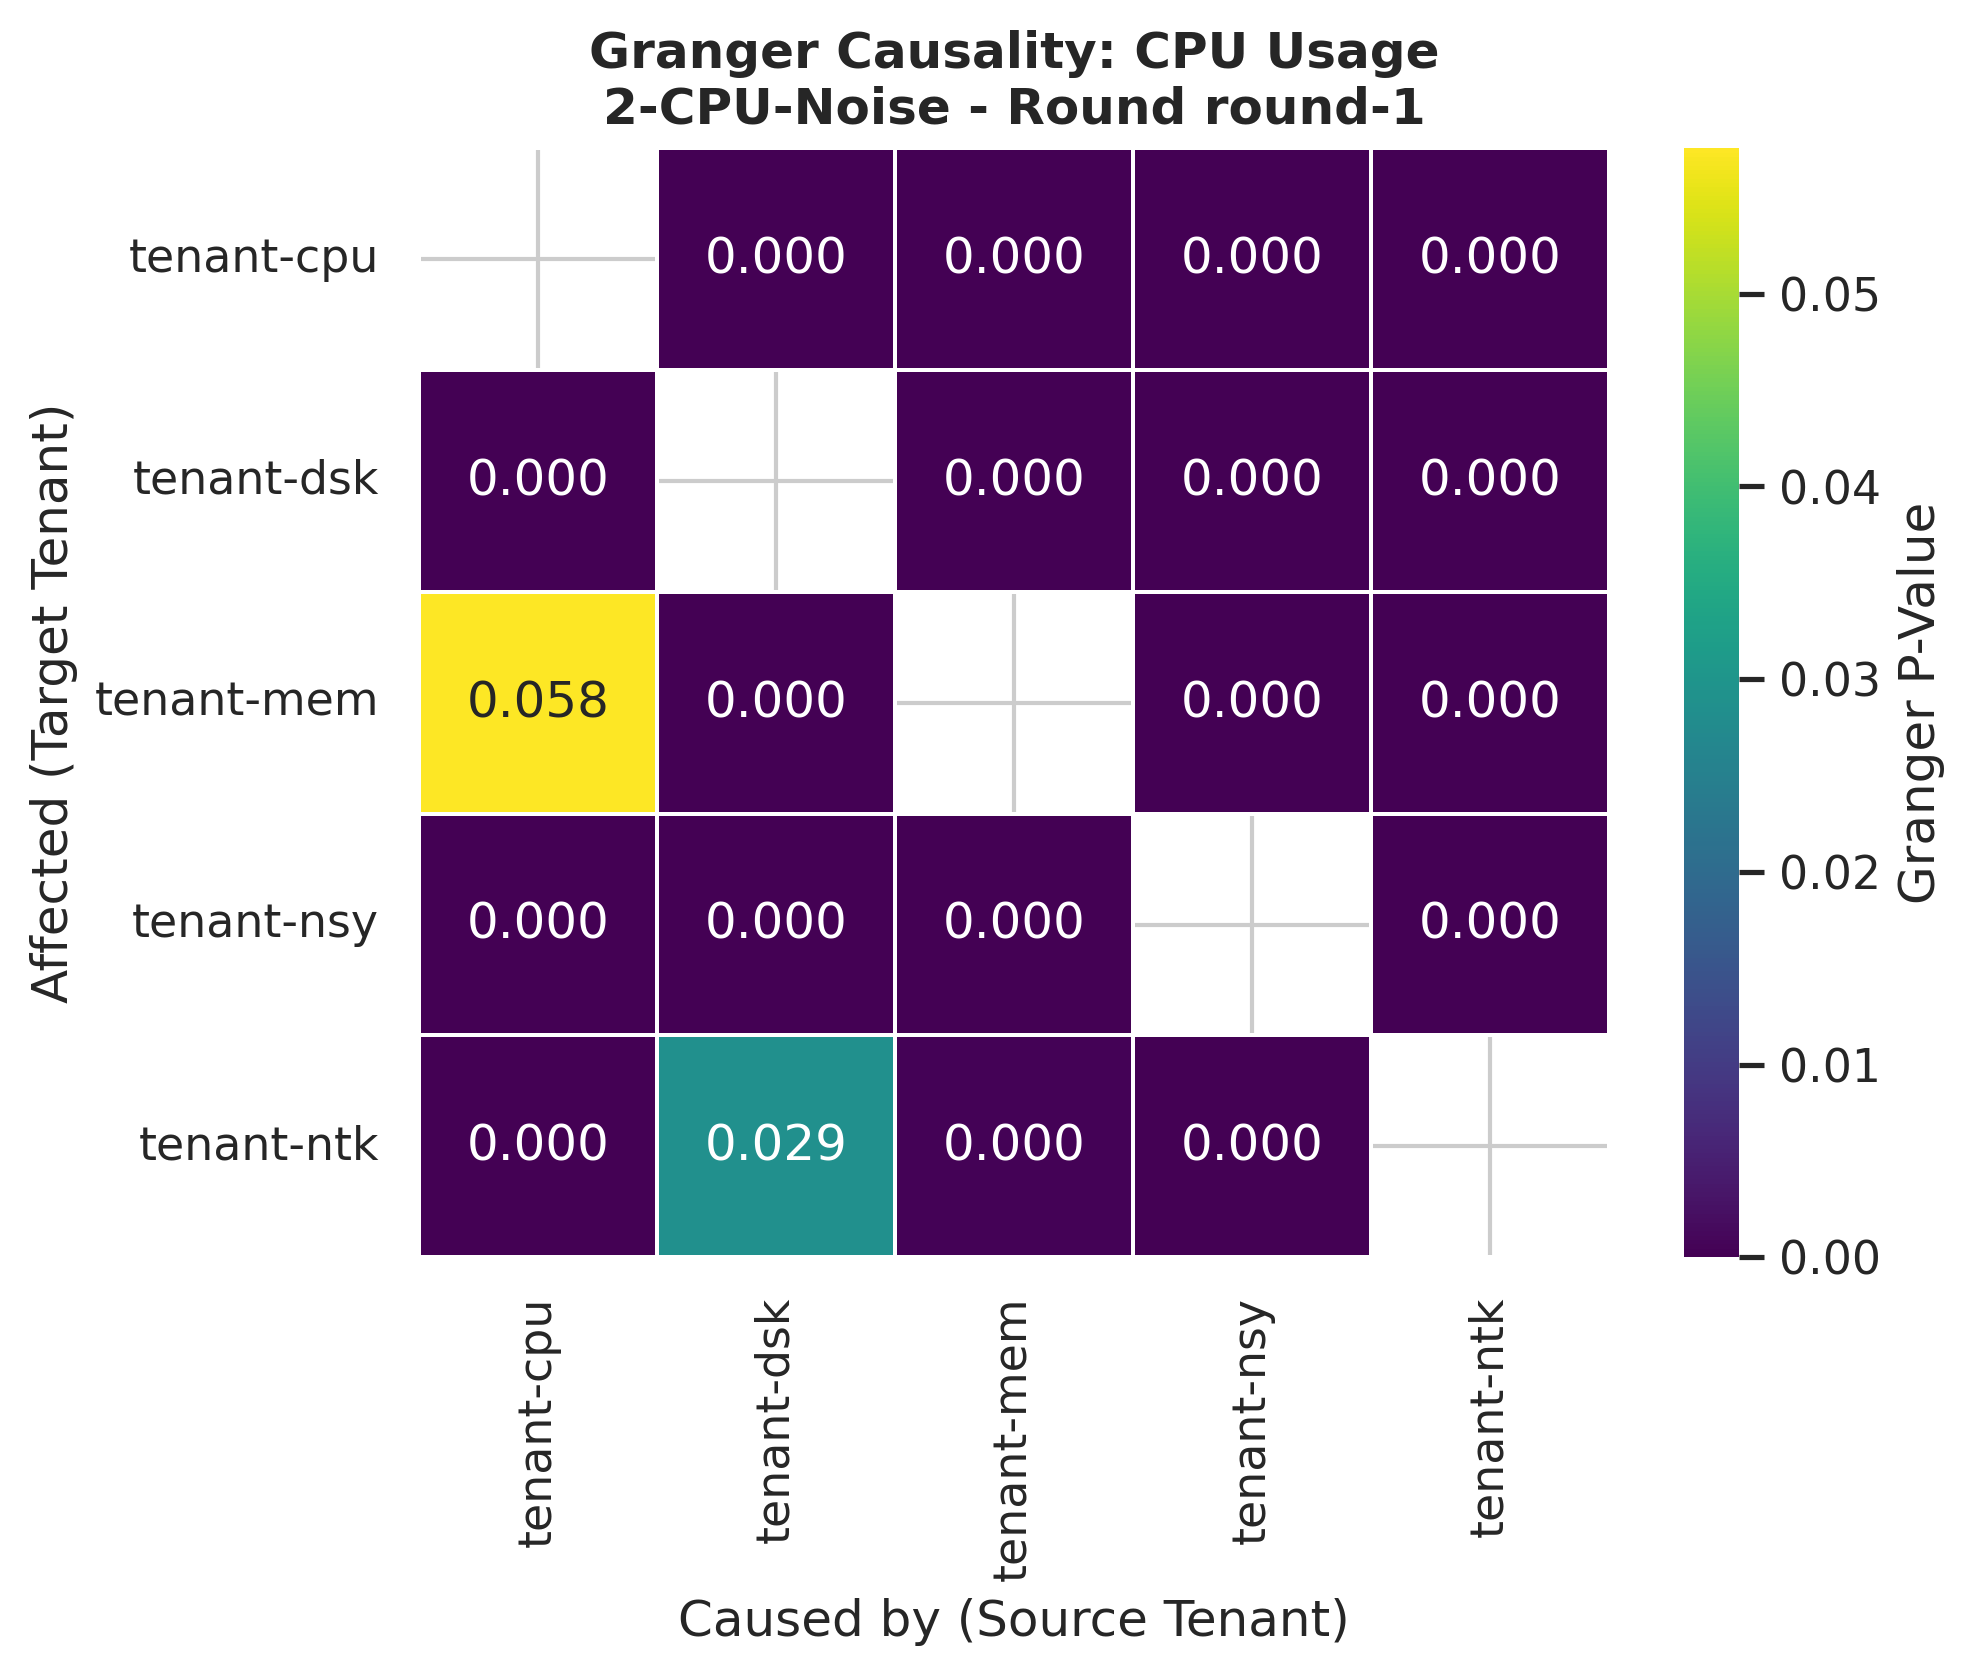 Granger Causality: CPU Usage
2-CPU-Noise - Round round-1
Affected (Target Tenant)
tenant-cpu
0.000 0.000 0.000 0.000
tenant-dsk
0.000 0.000 0.000 0.000
tenant-mem
0.058 0.000 0.000 0.000
tenant-nsy
0.000 0.000 0.000 0.000
tenant-ntk
0.000 0.029 0.000 0.000
tenant-cpu
tenant-dsk
tenant-mem
tenant-nsy
tenant-ntk
Caused by (Source Tenant)
0.05
0.04
0.03
0.02
0.01
0.00
Granger P-Value